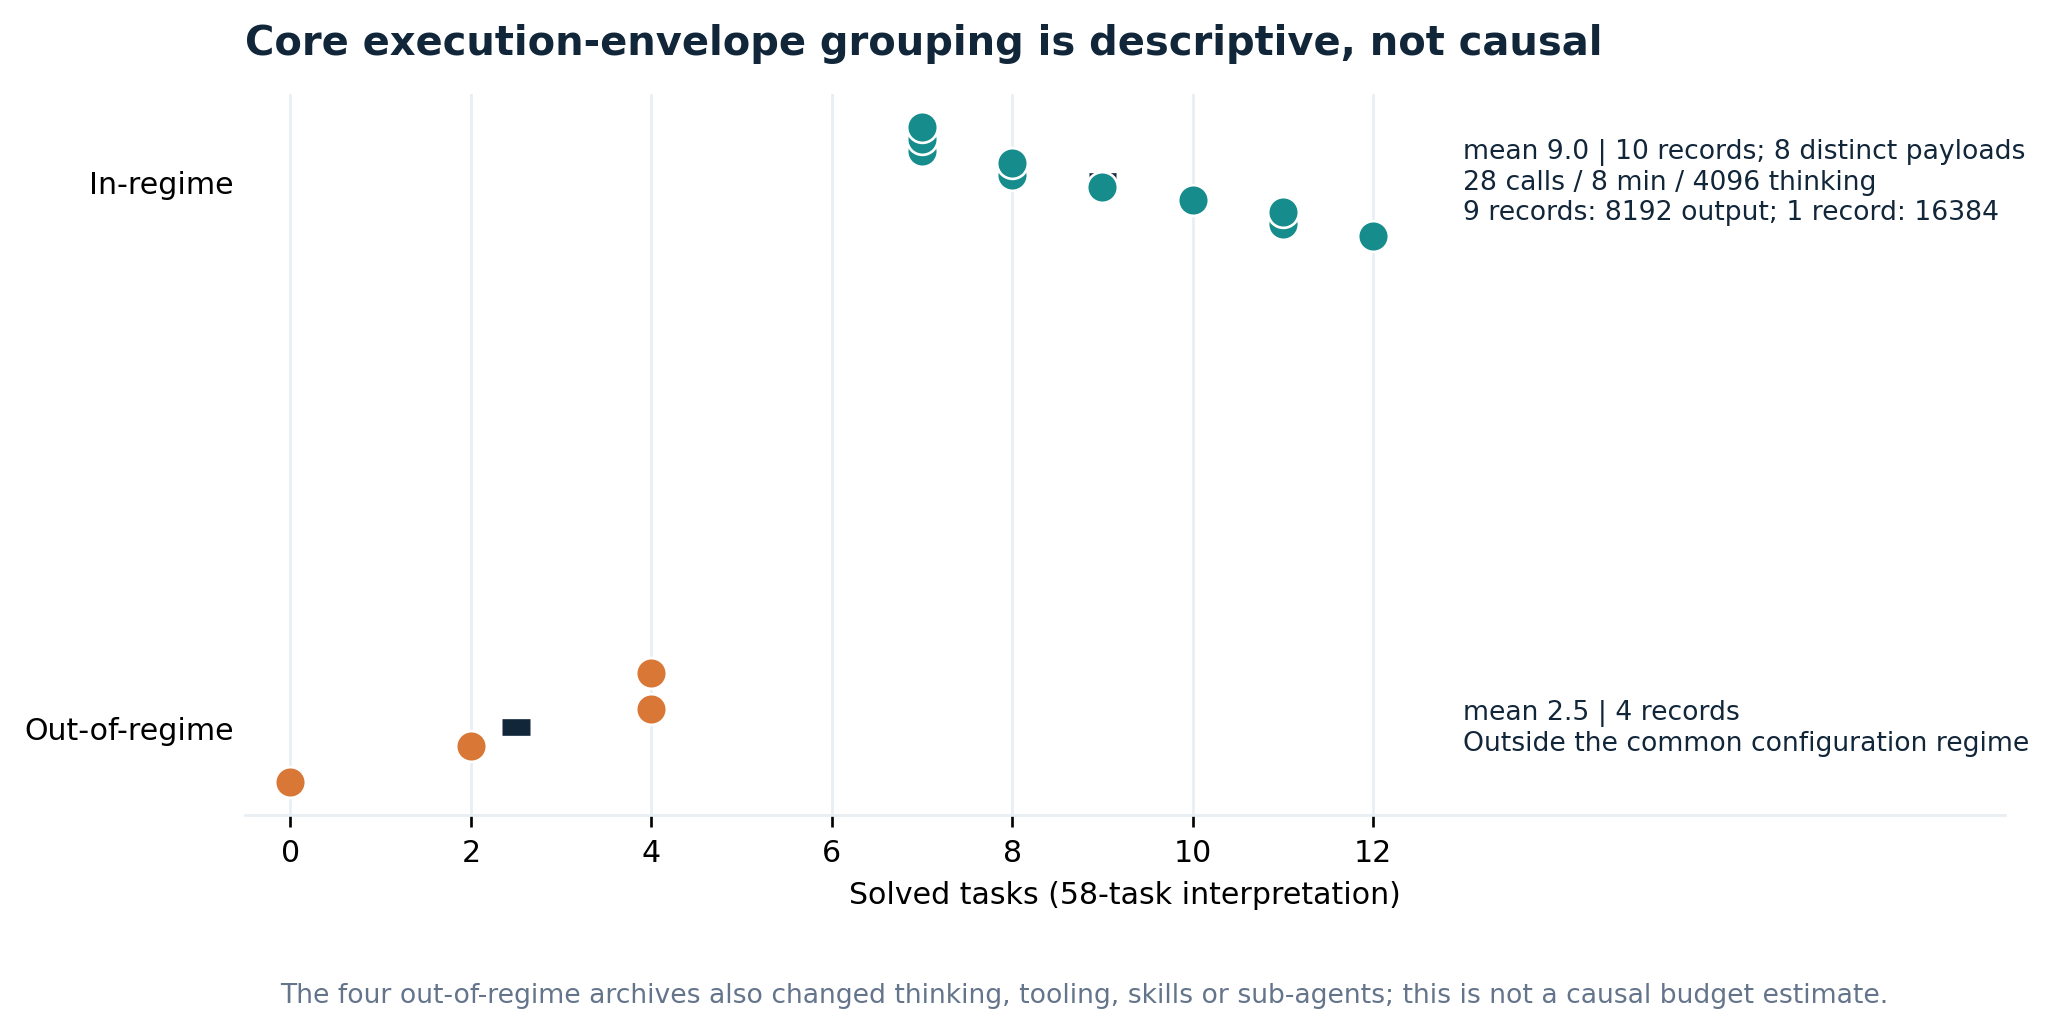 Core execution-envelope grouping is descriptive, not causal
In-regime
mean 9.0 | 10 records; 8 distinct payloads
28 calls / 8 min / 4096 thinking
9 records: 8192 output; 1 record: 16384
Out-of-regime
mean 2.5 | 4 records
Outside the common configuration regime
0 2 4 6 8 10 12
Solved tasks (58-task interpretation)
The four out-of-regime archives also changed thinking, tooling, skills or sub-agents; this is not a causal budget estimate.